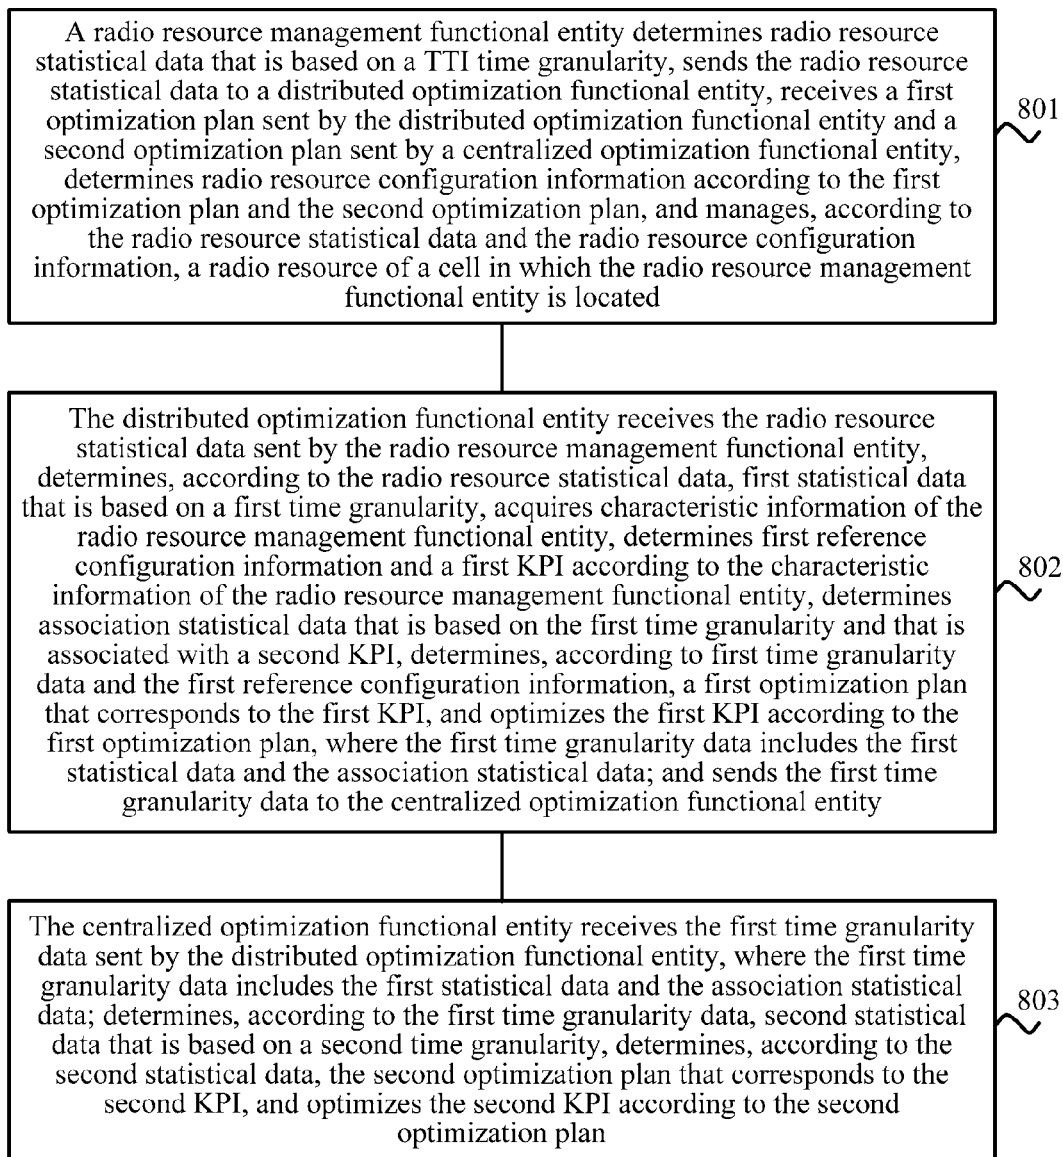 A radio resource management functional entity determines radio resource
statistical data that is based on a TTI time granularity, sends the radio resource
statistical data to a distributed optimization functional entity, receives a first
optimization plan sent by the distributed optimization functional entity and a
second optimization plan sent by a centralized optimization functional entity,
determines radio resource configuration information according to the first
optimization plan and the second optimization plan, and manages, according to
the radio resource statistical data and the radio resource configuration
information, a radio resource of a cell in which the radio resource management
functional entity is located
801
The distributed optimization functional entity receives the radio resource
statistical data sent by the radio resource management functional entity,
determines, according to the radio resource statistical data, first statistical data
that is based on a first time granularity, acquires characteristic information of the
radio resource management functional entity, determines first reference
configuration information and a first KPI according to the characteristic
information of the radio resource management functional entity, determines
association statistical data that is based on the first time granularity and that is
associated with a second KPI, determines, according to first time granularity
data and the first reference configuration information, a first optimization plan
that corresponds to the first KPI, and optimizes the first KPI according to the
first optimization plan, where the first time granularity data includes the first
statistical data and the association statistical data; and sends the first time
granularity data to the centralized optimization functional entity
802
The centralized optimization functional entity receives the first time granularity
data sent by the distributed optimization functional entity, where the first time
granularity data includes the first statistical data and the association statistical
data; determines, according to the first time granularity data, second statistical
data that is based on a second time granularity, determines, according to the
second statistical data, the second optimization plan that corresponds to the
second KPI, and optimizes the second KPI according to the second
optimization plan
803